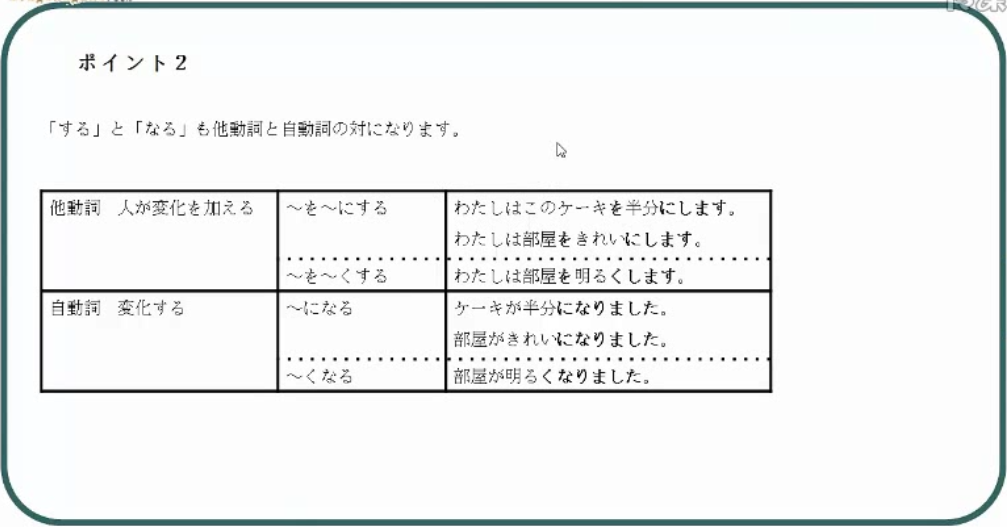 ポイント２
「する」と「なる」も他動詞と自動詞の対になります。
他動詞　人が変化を加える　～を～にする　わたしはこのケーキを半分にします。
わたしは部屋をきれいにします。
～を～くする　わたしは部屋を明るくします。
自動詞　変化する　～になる　ケーキが半分になりました。
部屋がきれいになりました。
～くなる　部屋が明るくなりました。